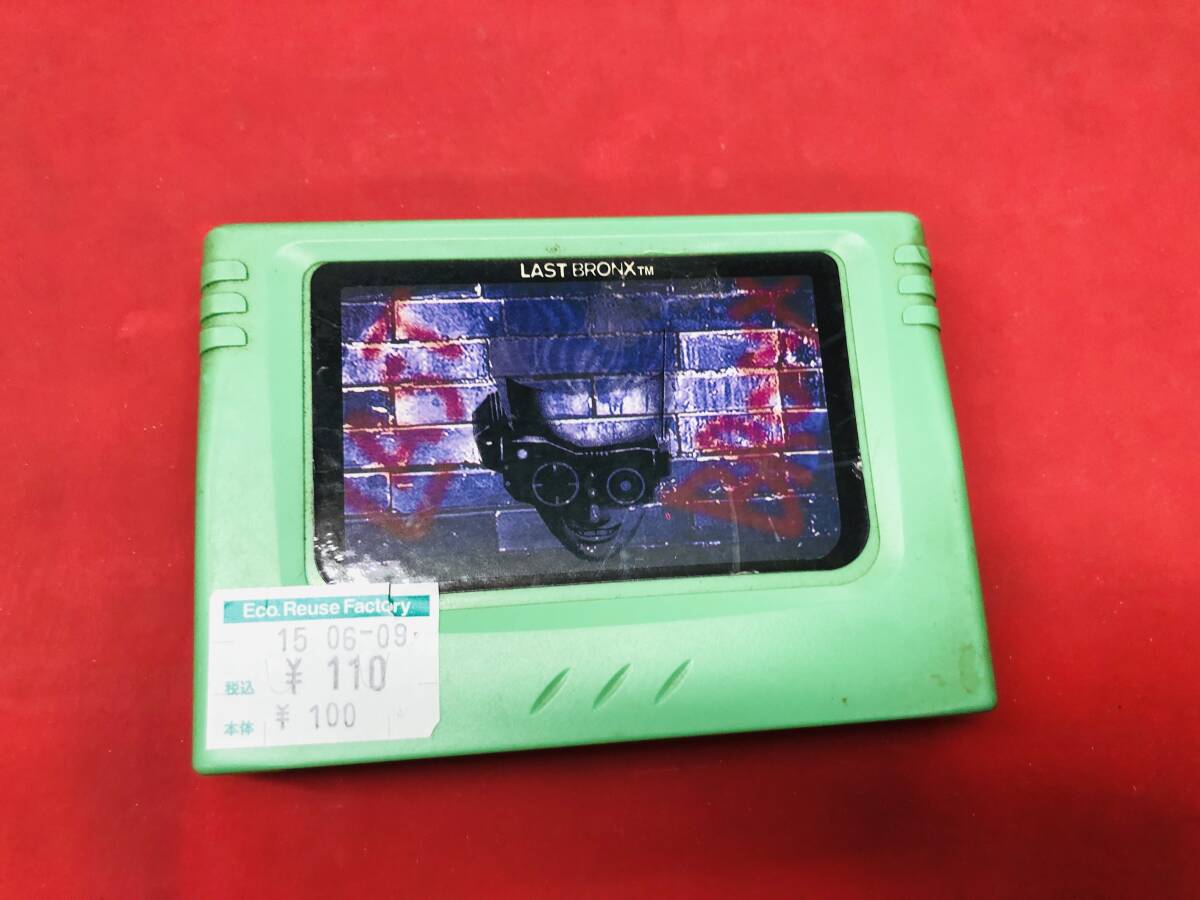 LAST BRONX™
Eco. Reuse Factory
15 06-09
税込 ¥ 110
本体 ¥ 100